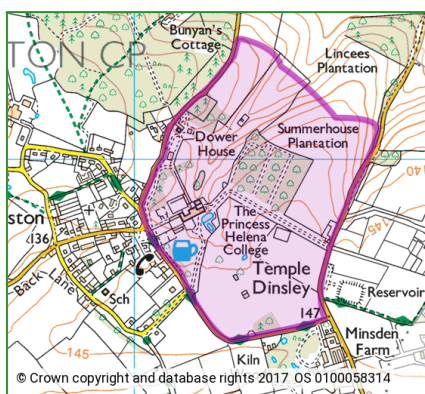 Bunyan's
Cottage
TON CP
Lincees
Plantation
Dower
House
Summerhouse
Plantation
140
The
Princess
Helena
College
ston
136
145
Back Lane
Temple
Dinsley
Sch
Reservoir
147
Minsden
Farm
145
Kiln
© Crown copyright and database rights 2017 OS 0100058314